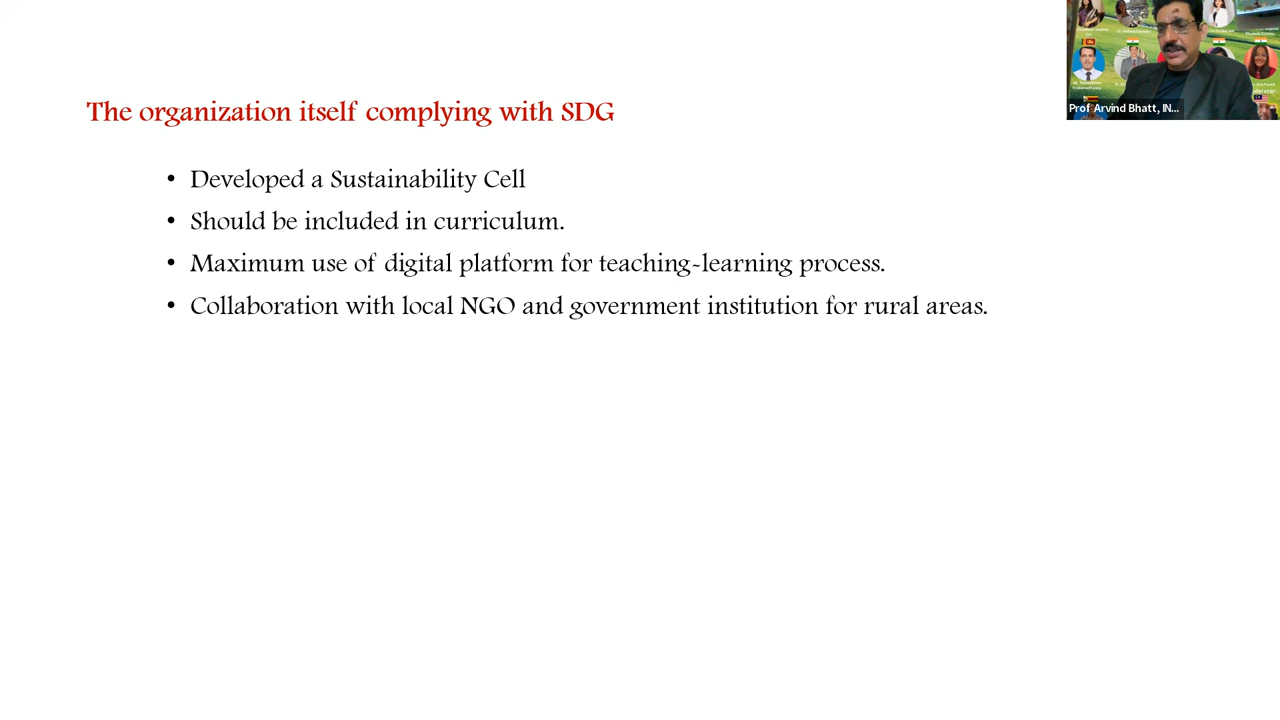 The organization itself complying with SDG
• Developed a Sustainability Cell
• Should be included in curriculum.
• Maximum use of digital platform for teaching-learning process.
• Collaboration with local NGO and government institution for rural areas.
Prof Arvind Bhatt, IN...